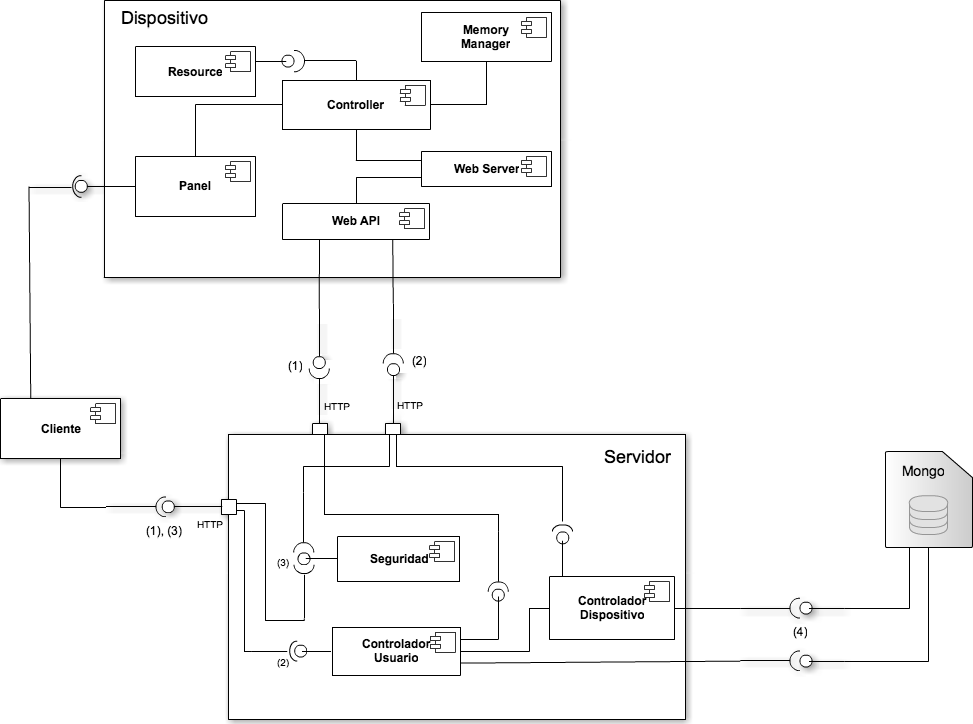 Dispositivo
Memory
Manager
Resource
Controller
Web Server
Panel
Web API
(1)
(2)
HTTP
HTTP
Cliente
Servidor
Mongo
HTTP
(1), (3)
(3)
Seguridad
Controlador
Dispositivo
(4)
Controlador
Usuario
(2)